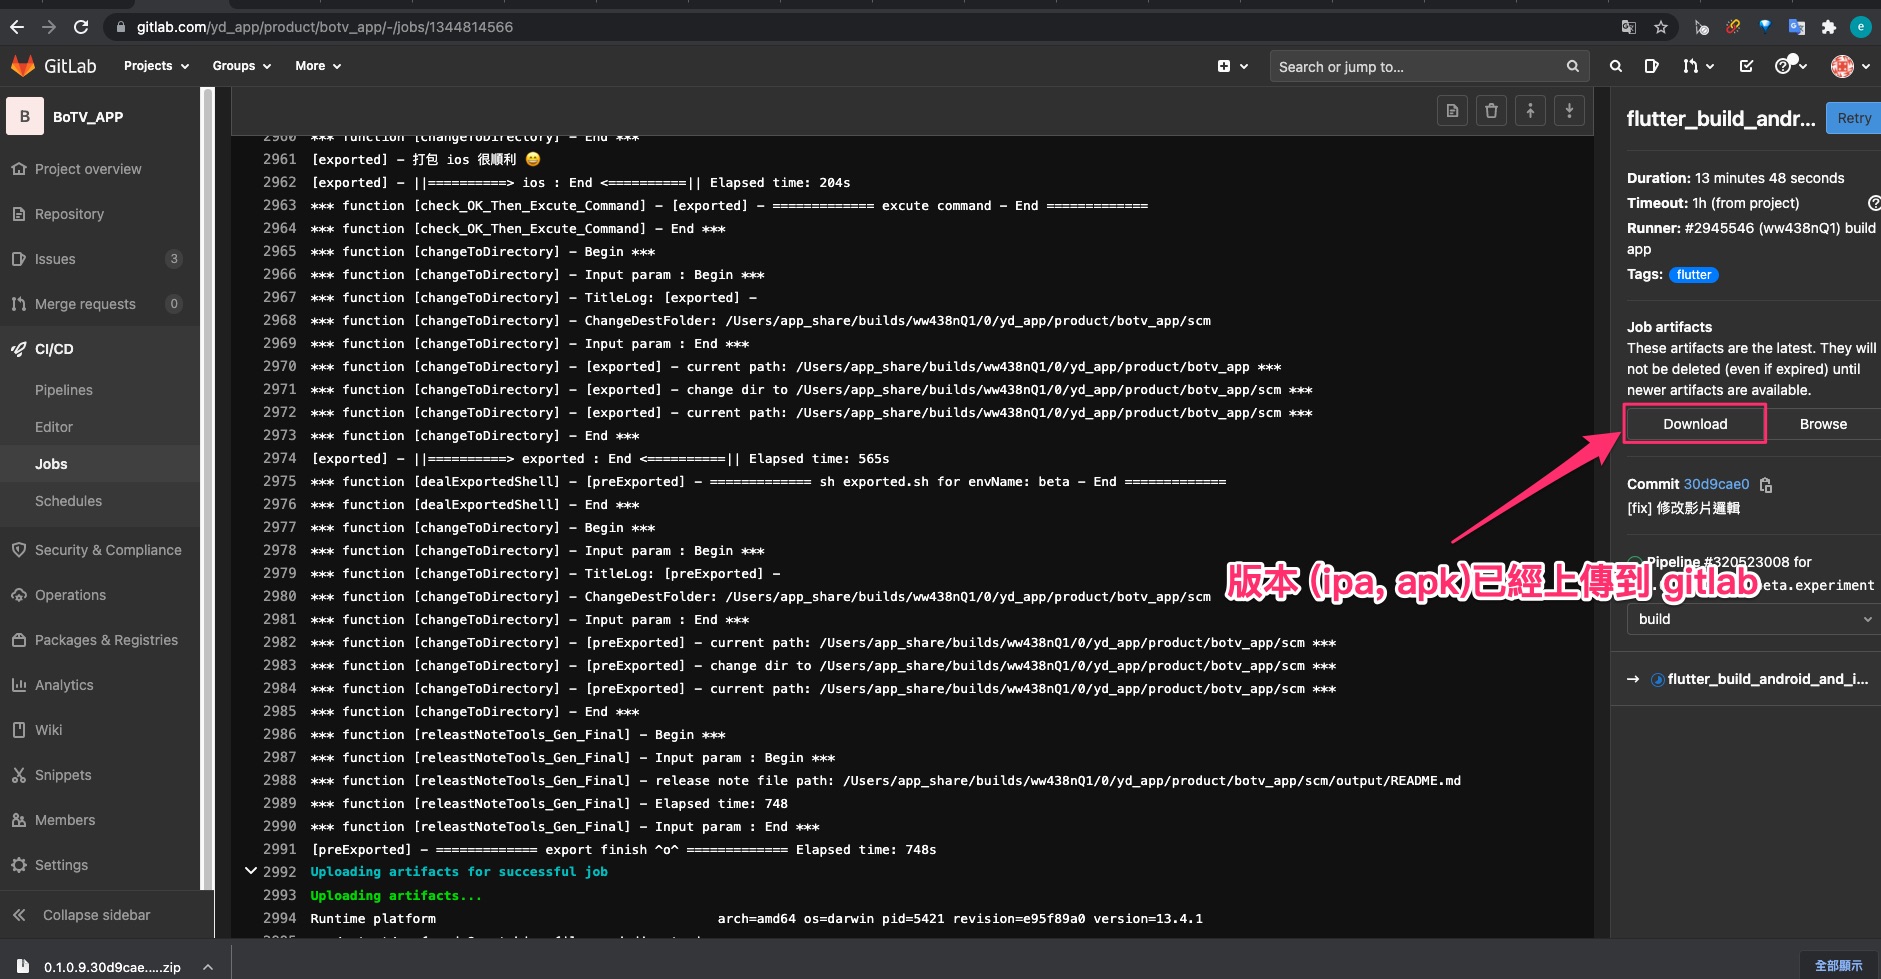 gitlab.com/yd_app/product/botv_app/-/jobs/1344814566
e
GitLab
Projects
Groups
More
Search or jump to...
B
BoTV_APP
Project overview
Repository
Issues
3
Merge requests
0
CI/CD
Pipelines
Editor
Jobs
Schedules
Security & Compliance
Operations
Packages & Registries
Analytics
Wiki
Snippets
Members
Settings
Collapse sidebar
2960 *** function [changeToDirectory] - End ***
2961 [exported] - 打包 ios 很順利 😄
2962 [exported] - ||==========> ios : End <==========|| Elapsed time: 204s
2963 *** function [check_OK_Then_Excute_Command] - [exported] - ============= excute command - End =============
2964 *** function [check_OK_Then_Excute_Command] - End ***
2965 *** function [changeToDirectory] - Begin ***
2966 *** function [changeToDirectory] - Input param : Begin ***
2967 *** function [changeToDirectory] - TitleLog: [exported] -
2968 *** function [changeToDirectory] - ChangeDestFolder: /Users/app_share/builds/ww438nQ1/0/yd_app/product/botv_app/scm
2969 *** function [changeToDirectory] - Input param : End ***
2970 *** function [changeToDirectory] - [exported] - current path: /Users/app_share/builds/ww438nQ1/0/yd_app/product/botv_app ***
2971 *** function [changeToDirectory] - [exported] - change dir to /Users/app_share/builds/ww438nQ1/0/yd_app/product/botv_app/scm ***
2972 *** function [changeToDirectory] - [exported] - current path: /Users/app_share/builds/ww438nQ1/0/yd_app/product/botv_app/scm ***
2973 *** function [changeToDirectory] - End ***
2974 [exported] - ||==========> exported : End <==========|| Elapsed time: 565s
2975 *** function [dealExportedShell] - [preExported] - ============= sh exported.sh for envName: beta - End =============
2976 *** function [dealExportedShell] - End ***
2977 *** function [changeToDirectory] - Begin ***
2978 *** function [changeToDirectory] - Input param : Begin ***
2979 *** function [changeToDirectory] - TitleLog: [preExported] -
2980 *** function [changeToDirectory] - ChangeDestFolder: /Users/app_share/builds/ww438nQ1/0/yd_app/product/botv_app/scm
2981 *** function [changeToDirectory] - Input param : End ***
2982 *** function [changeToDirectory] - [preExported] - current path: /Users/app_share/builds/ww438nQ1/0/yd_app/product/botv_app/scm ***
2983 *** function [changeToDirectory] - [preExported] - change dir to /Users/app_share/builds/ww438nQ1/0/yd_app/product/botv_app/scm ***
2984 *** function [changeToDirectory] - [preExported] - current path: /Users/app_share/builds/ww438nQ1/0/yd_app/product/botv_app/scm ***
2985 *** function [changeToDirectory] - End ***
2986 *** function [releastNoteTools_Gen_Final] - Begin ***
2987 *** function [releastNoteTools_Gen_Final] - Input param : Begin ***
2988 *** function [releastNoteTools_Gen_Final] - release note file path: /Users/app_share/builds/ww438nQ1/0/yd_app/product/botv_app/scm/output/README.md
2989 *** function [releastNoteTools_Gen_Final] - Elapsed time: 748
2990 *** function [releastNoteTools_Gen_Final] - Input param : End ***
2991 [preExported] - ============= export finish ^o^ ============= Elapsed time: 748s
2992 Uploading artifacts for successful job
2993 Uploading artifacts...
2994 Runtime platform arch=amd64 os=darwin pid=5421 revision=e95f89a0 version=13.4.1
版本 (ipa, apk)已經上傳到 gitlab
flutter_build_andr...
Retry
Duration: 13 minutes 48 seconds
Timeout: 1h (from project)
Runner: #2945546 (ww438nQ1) build
app
Tags: flutter
Job artifacts
These artifacts are the latest. They will
not be deleted (even if expired) until
newer artifacts are available.
Download
Browse
Commit 30d9cae0
[fix] 修改影片邏輯
Pipeline #320523008 for
eta.experiment
build
→ flutter_build_android_and_i...
0.1.0.9.30d9cae.....zip
全部顯示